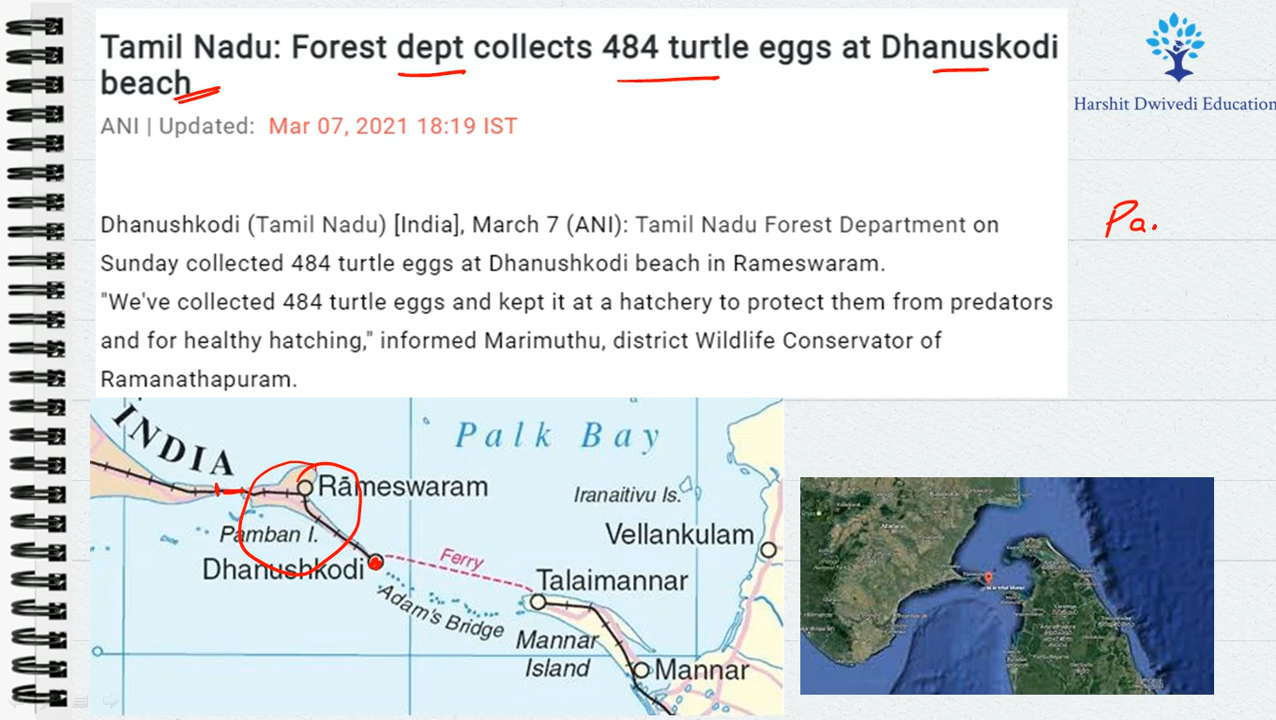 Tamil Nadu: Forest dept collects 484 turtle eggs at Dhanuskodi
beach
ANI | Updated: Mar 07, 2021 18:19 IST
Harshit Dwivedi Education
Pa.
Dhanushkodi (Tamil Nadu) [India], March 7 (ANI): Tamil Nadu Forest Department on
Sunday collected 484 turtle eggs at Dhanushkodi beach in Rameswaram.
"We've collected 484 turtle eggs and kept it at a hatchery to protect them from predators
and for healthy hatching," informed Marimuthu, district Wildlife Conservator of
Ramanathapuram.
INDIA
Palk Bay
Rāmeswaram
Iranaitivu Is.
Pamban I.
Vellankulam
Dhanushkodi
Ferry
Talaimannar
Adam's Bridge
Mannar
Island
Mannar